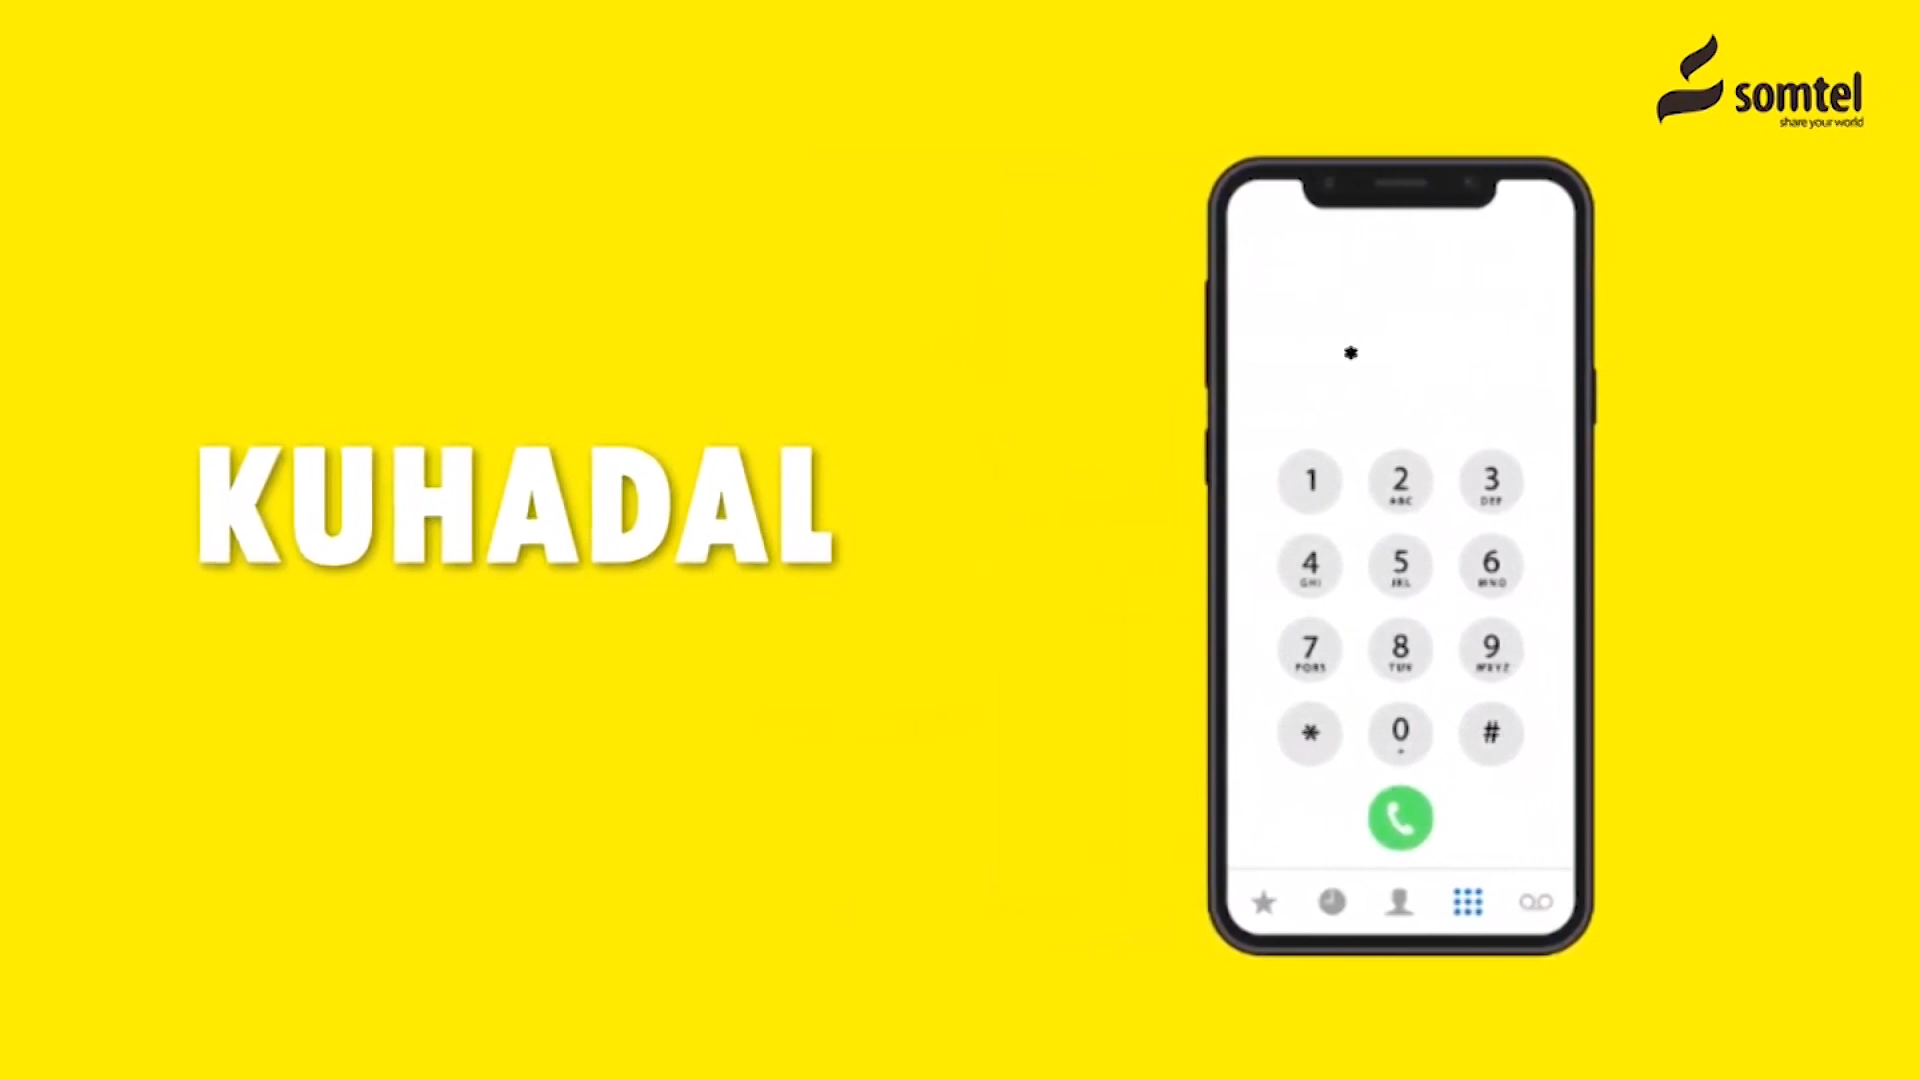 somtel
share your world
KUHADAL
*
1 2 3
ABC DEF
4 5 6
GHI JKL MNO
7 8 9
PQRS TUV WXYZ
* 0 #
+